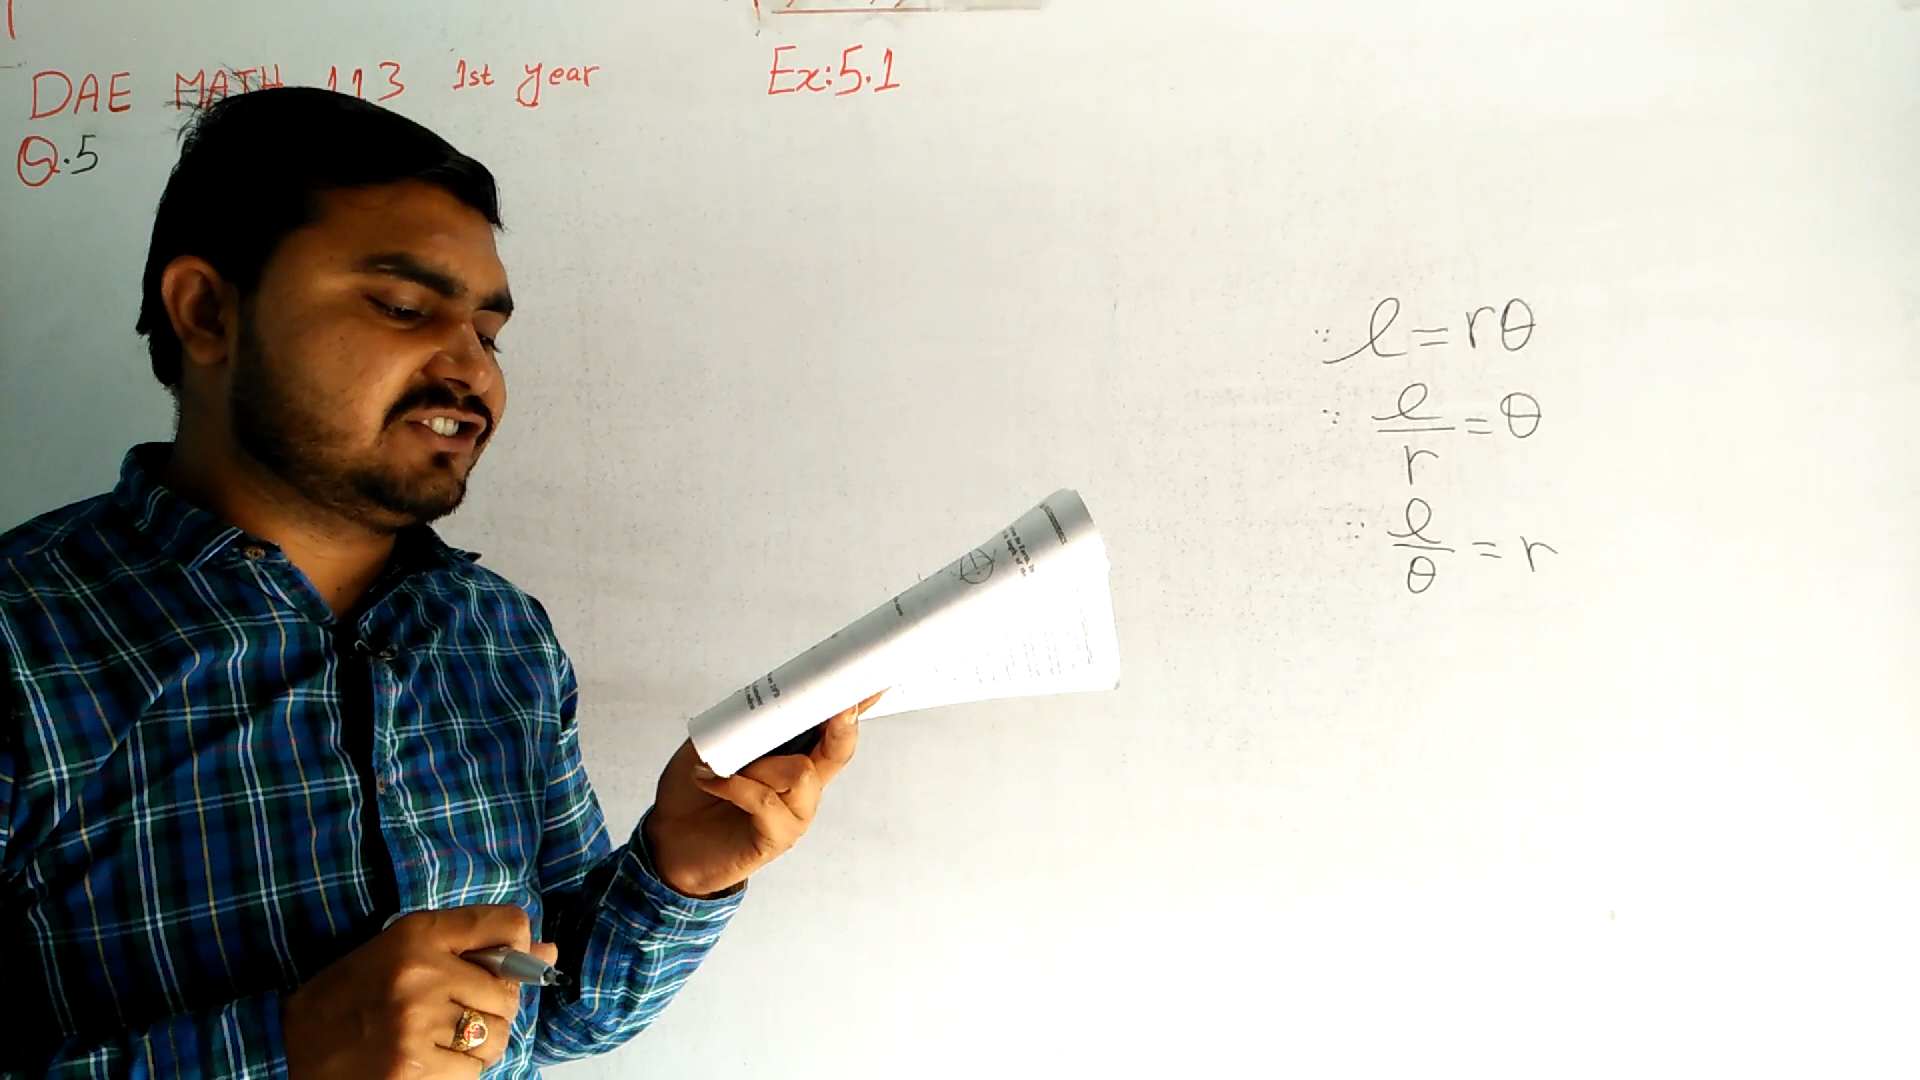 DAE MATH 113 1st year
Ex:5.1
Q.5
∵ l = rθ
∵ l/r = θ
∵ l/θ = r